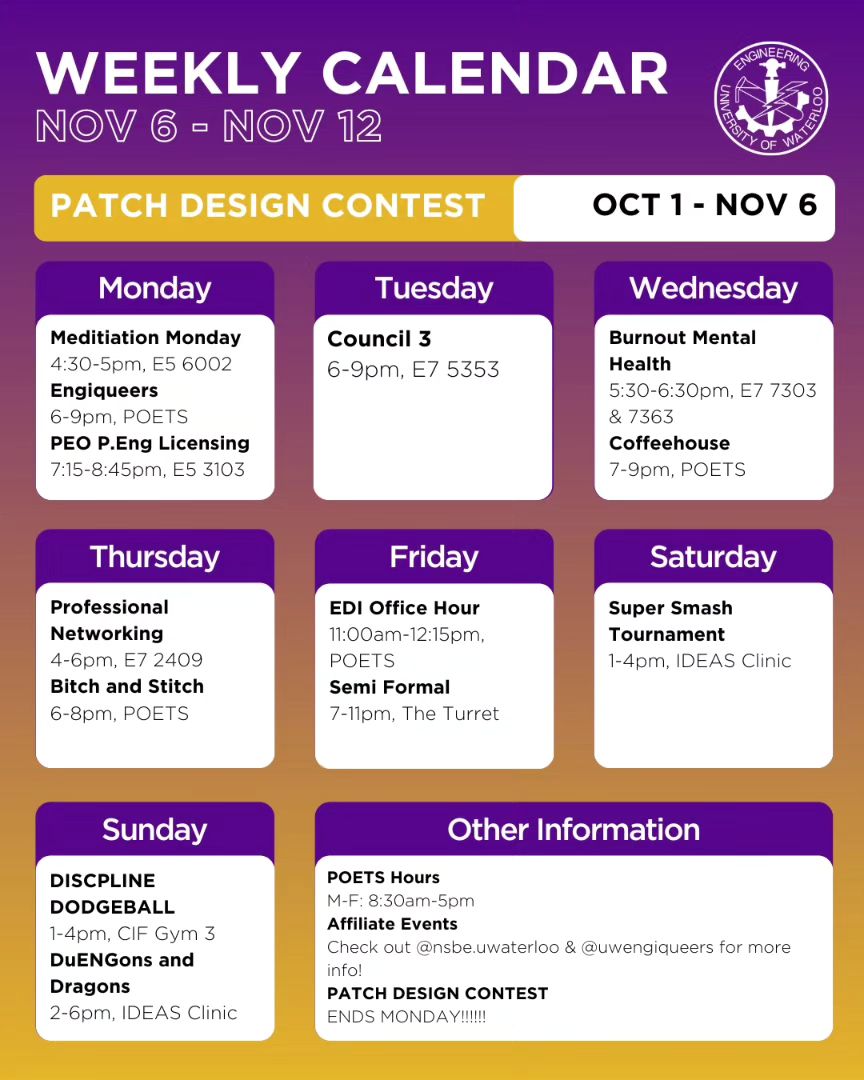 WEEKLY CALENDAR
NOV 6 - NOV 12
ENGINEERING
UNIVERSITY OF WATERLOO
PATCH DESIGN CONTEST
OCT 1 - NOV 6
Monday
Meditiation Monday
4:30-5pm, E5 6002
Engiqueers
6-9pm, POETS
PEO P.Eng Licensing
7:15-8:45pm, E5 3103
Tuesday
Council 3
6-9pm, E7 5353
Wednesday
Burnout Mental
Health
5:30-6:30pm, E7 7303
& 7363
Coffeehouse
7-9pm, POETS
Thursday
Professional
Networking
4-6pm, E7 2409
Bitch and Stitch
6-8pm, POETS
Friday
EDI Office Hour
11:00am-12:15pm,
POETS
Semi Formal
7-11pm, The Turret
Saturday
Super Smash
Tournament
1-4pm, IDEAS Clinic
Sunday
DISCPLINE
DODGEBALL
1-4pm, CIF Gym 3
DuENGons and
Dragons
2-6pm, IDEAS Clinic
Other Information
POETS Hours
M-F: 8:30am-5pm
Affiliate Events
Check out @nsbe.uwaterloo & @uwengiqueers for more
info!
PATCH DESIGN CONTEST
ENDS MONDAY!!!!!!